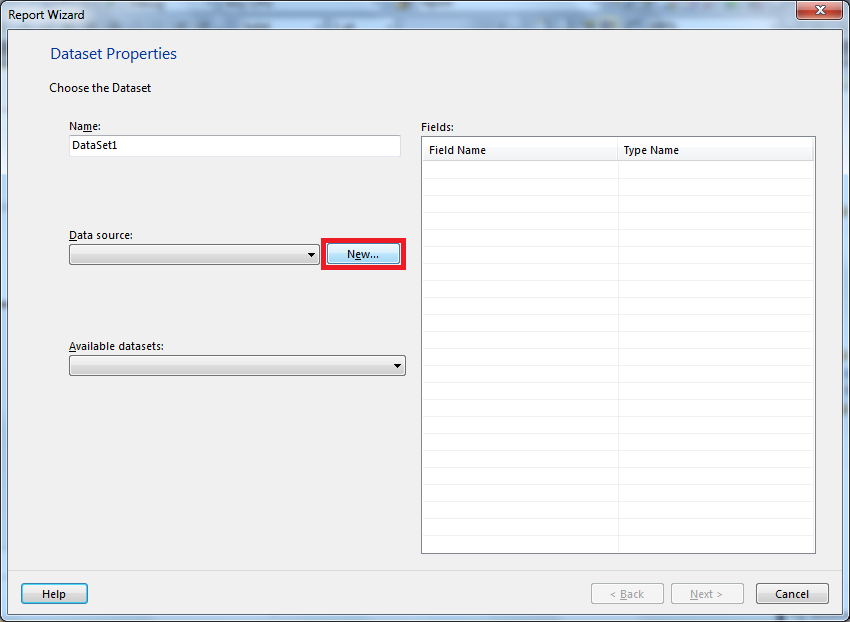 Report Wizard
Dataset Properties
Choose the Dataset
Name:
DataSet1
Data source:
New...
Available datasets:
Fields:
Field Name Type Name
Help
< Back Next > Cancel